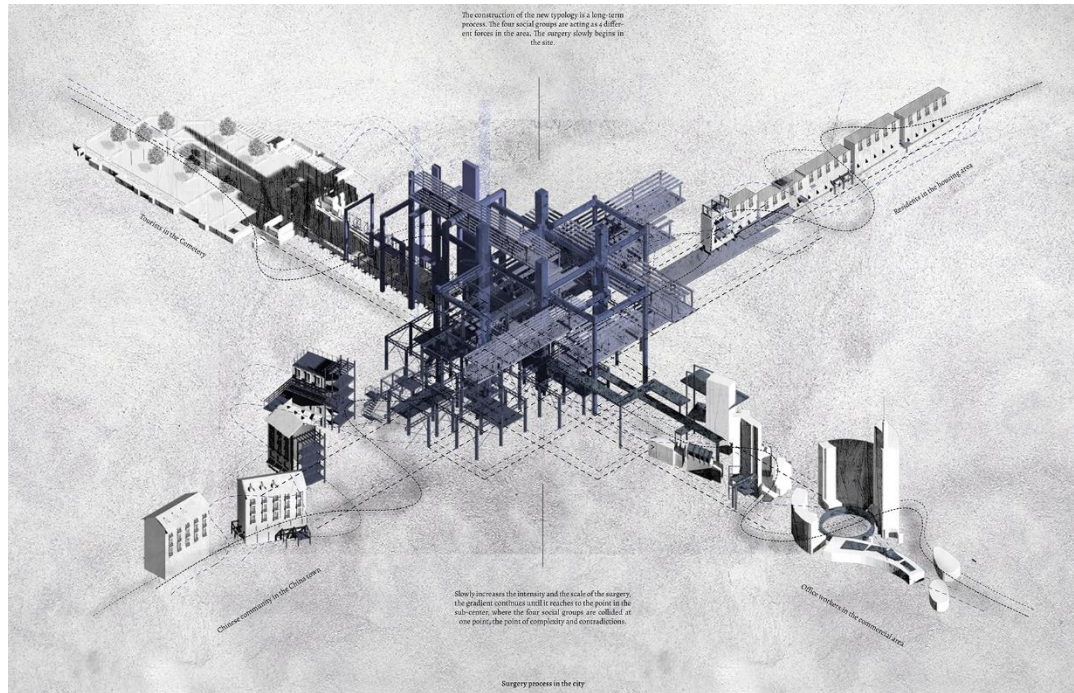 The construction of the new typology is a long-term
process. The four social groups are acting as 4 differ-
ent forces in the area. The surgery slowly begins in
the site.
Tourists in the Cemetery
Residents in the housing area
Chinese community in the China town
Office workers in the commercial area
Slowly increases the intensity and the scale of the surgery,
the gradient continues until it reaches to the point in the
sub-center, where the four social groups are collided at
one point, the point of complexity and contradictions.
Surgery process in the city